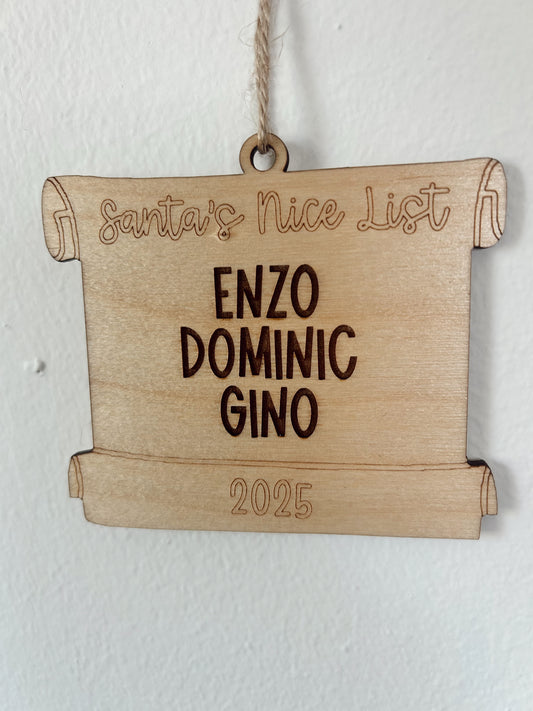 Santa's Nice List
ENZO
DOMINIC
GINO
2025